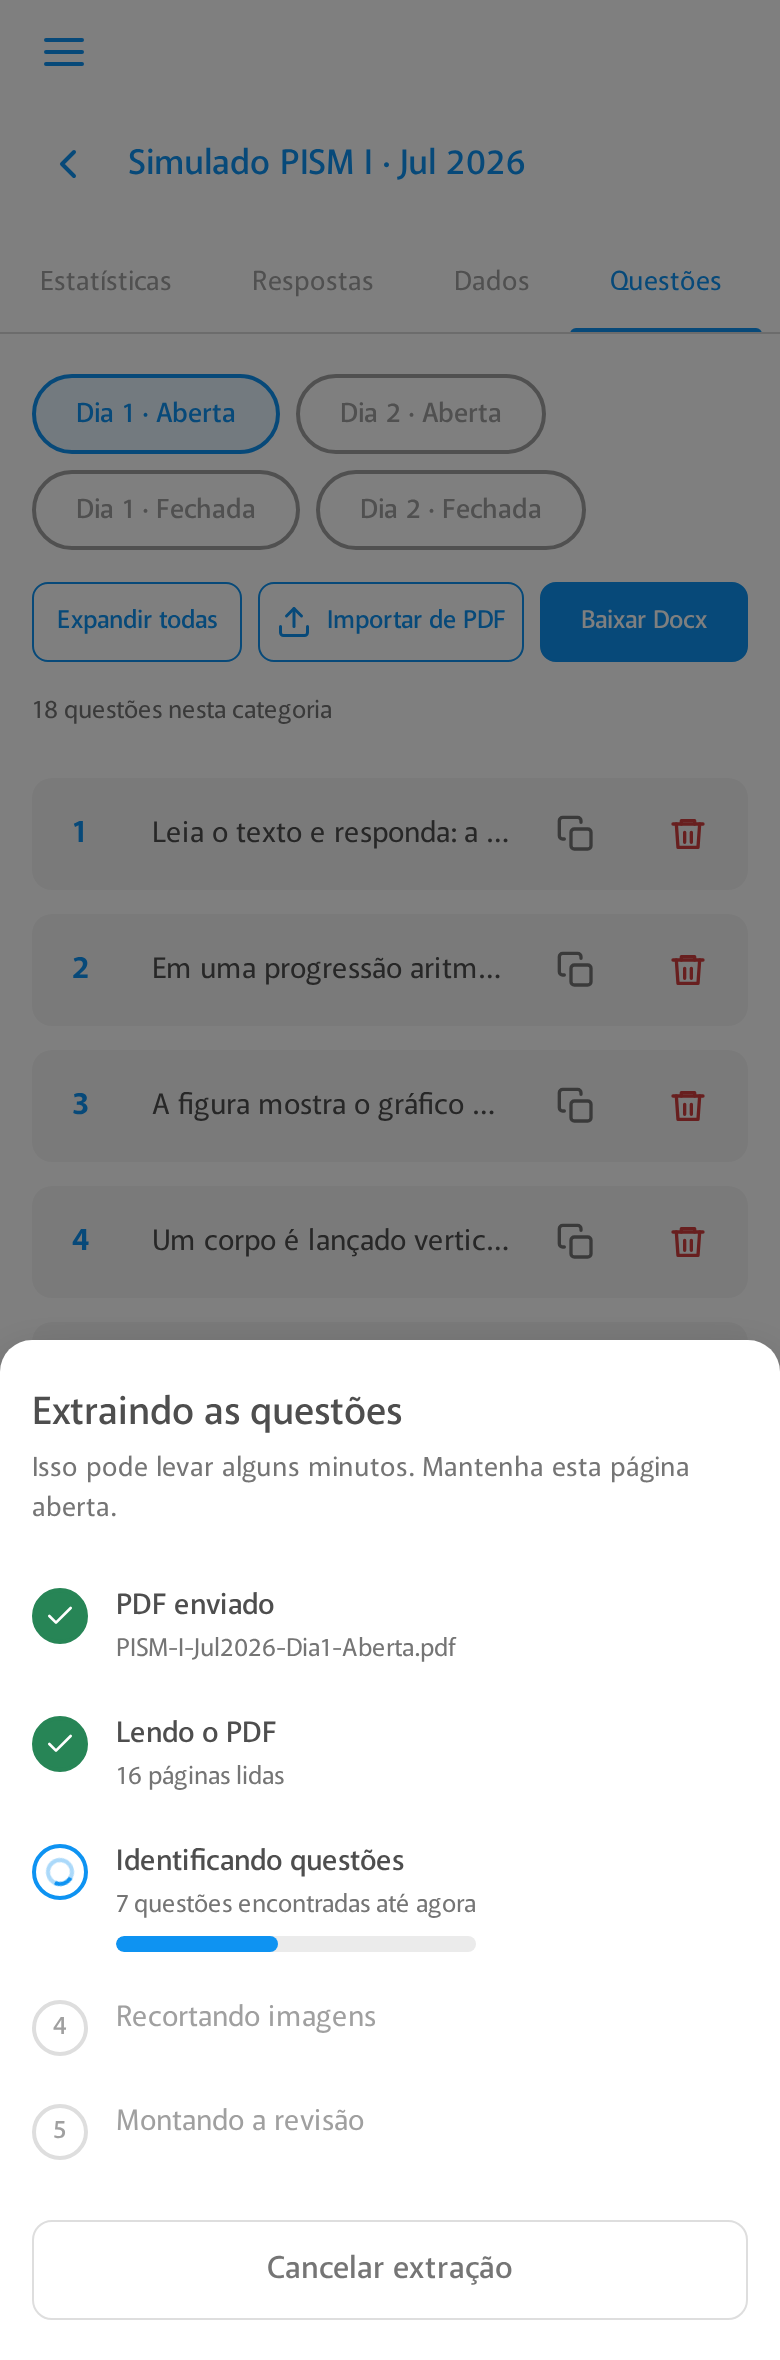 Simulado PISM I · Jul 2026
Estatísticas Respostas Dados Questões
Dia 1 · Aberta Dia 2 · Aberta
Dia 1 · Fechada Dia 2 · Fechada
Expandir todas Importar de PDF Baixar Docx
18 questões nesta categoria
1 Leia o texto e responda: a ...
2 Em uma progressão aritm...
3 A figura mostra o gráfico ...
4 Um corpo é lançado vertic...
Extraindo as questões
Isso pode levar alguns minutos. Mantenha esta página
aberta.
PDF enviado
PISM-I-Jul2026-Dia1-Aberta.pdf
Lendo o PDF
16 páginas lidas
Identificando questões
7 questões encontradas até agora
4 Recortando imagens
5 Montando a revisão
Cancelar extração